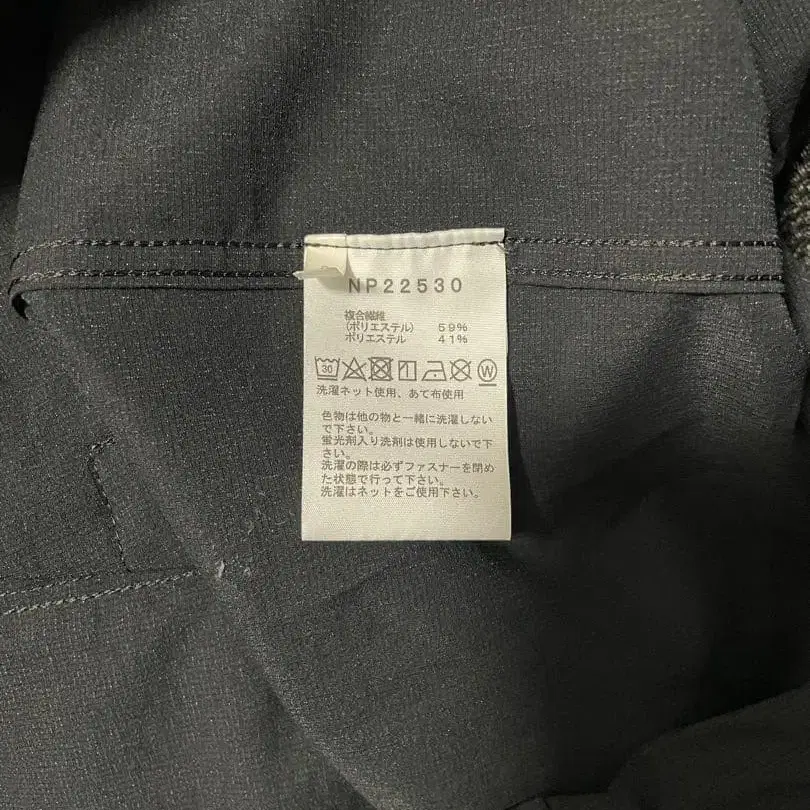 NP22530
複合繊維
(ポリエステル) 59%
ポリエステル 41%
30 W
洗濯ネット使用、あて布使用
色物は他の物と一緒に洗濯しない
で下さい。
蛍光剤入り洗剤は使用しないで下
さい。
洗濯の際は必ずファスナーを閉め
た状態で行って下さい。
洗濯はネットをご使用下さい。